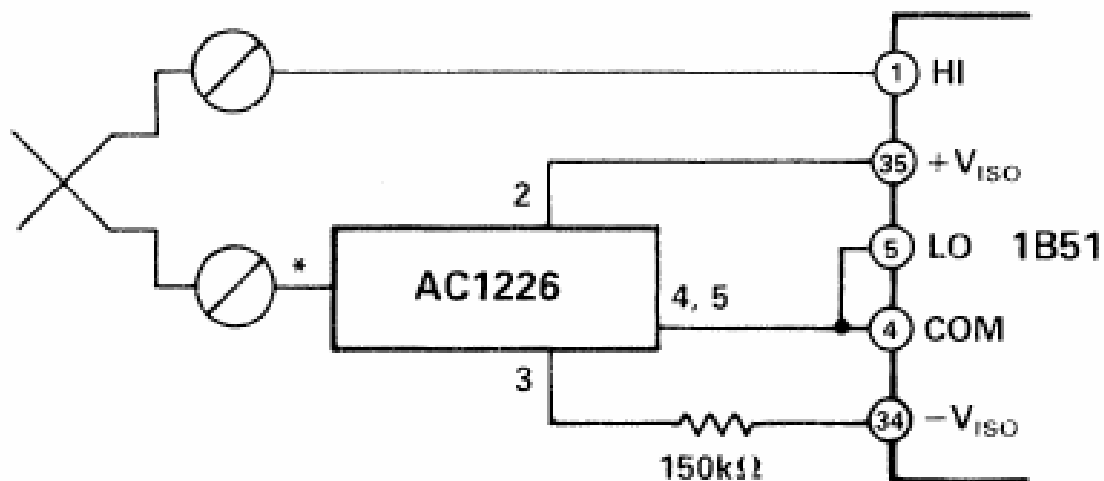 1 HI
35 +VISO
2
5 LO 1B51
*
AC1226
4, 5
4 COM
3
34 −VISO
150kΩ